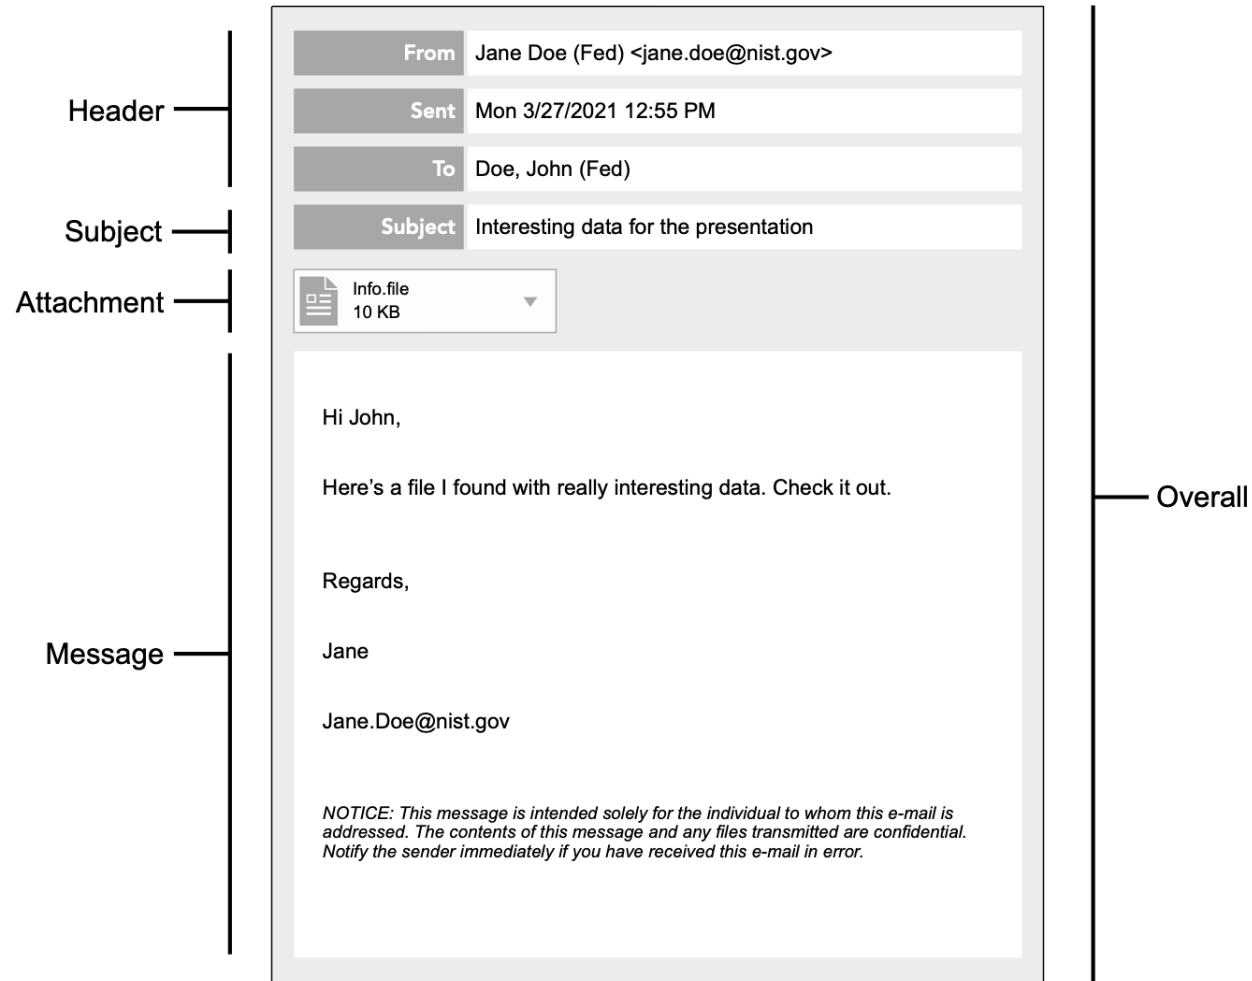 Header
From Jane Doe (Fed) <jane.doe@nist.gov>
Sent Mon 3/27/2021 12:55 PM
To Doe, John (Fed)
Subject
Subject Interesting data for the presentation
Attachment
Info.file
10 KB
Message
Hi John,
Here’s a file I found with really interesting data. Check it out.
Regards,
Jane
Jane.Doe@nist.gov
NOTICE: This message is intended solely for the individual to whom this e-mail is
addressed. The contents of this message and any files transmitted are confidential.
Notify the sender immediately if you have received this e-mail in error.
Overall